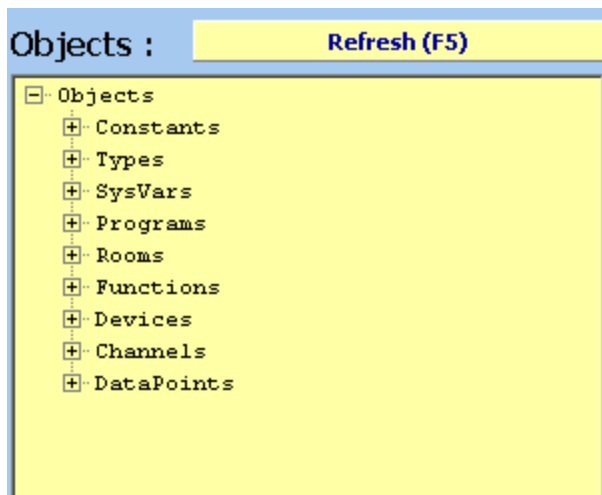 Objects :
Refresh (F5)
Objects
Constants
Types
SysVars
Programs
Rooms
Functions
Devices
Channels
DataPoints